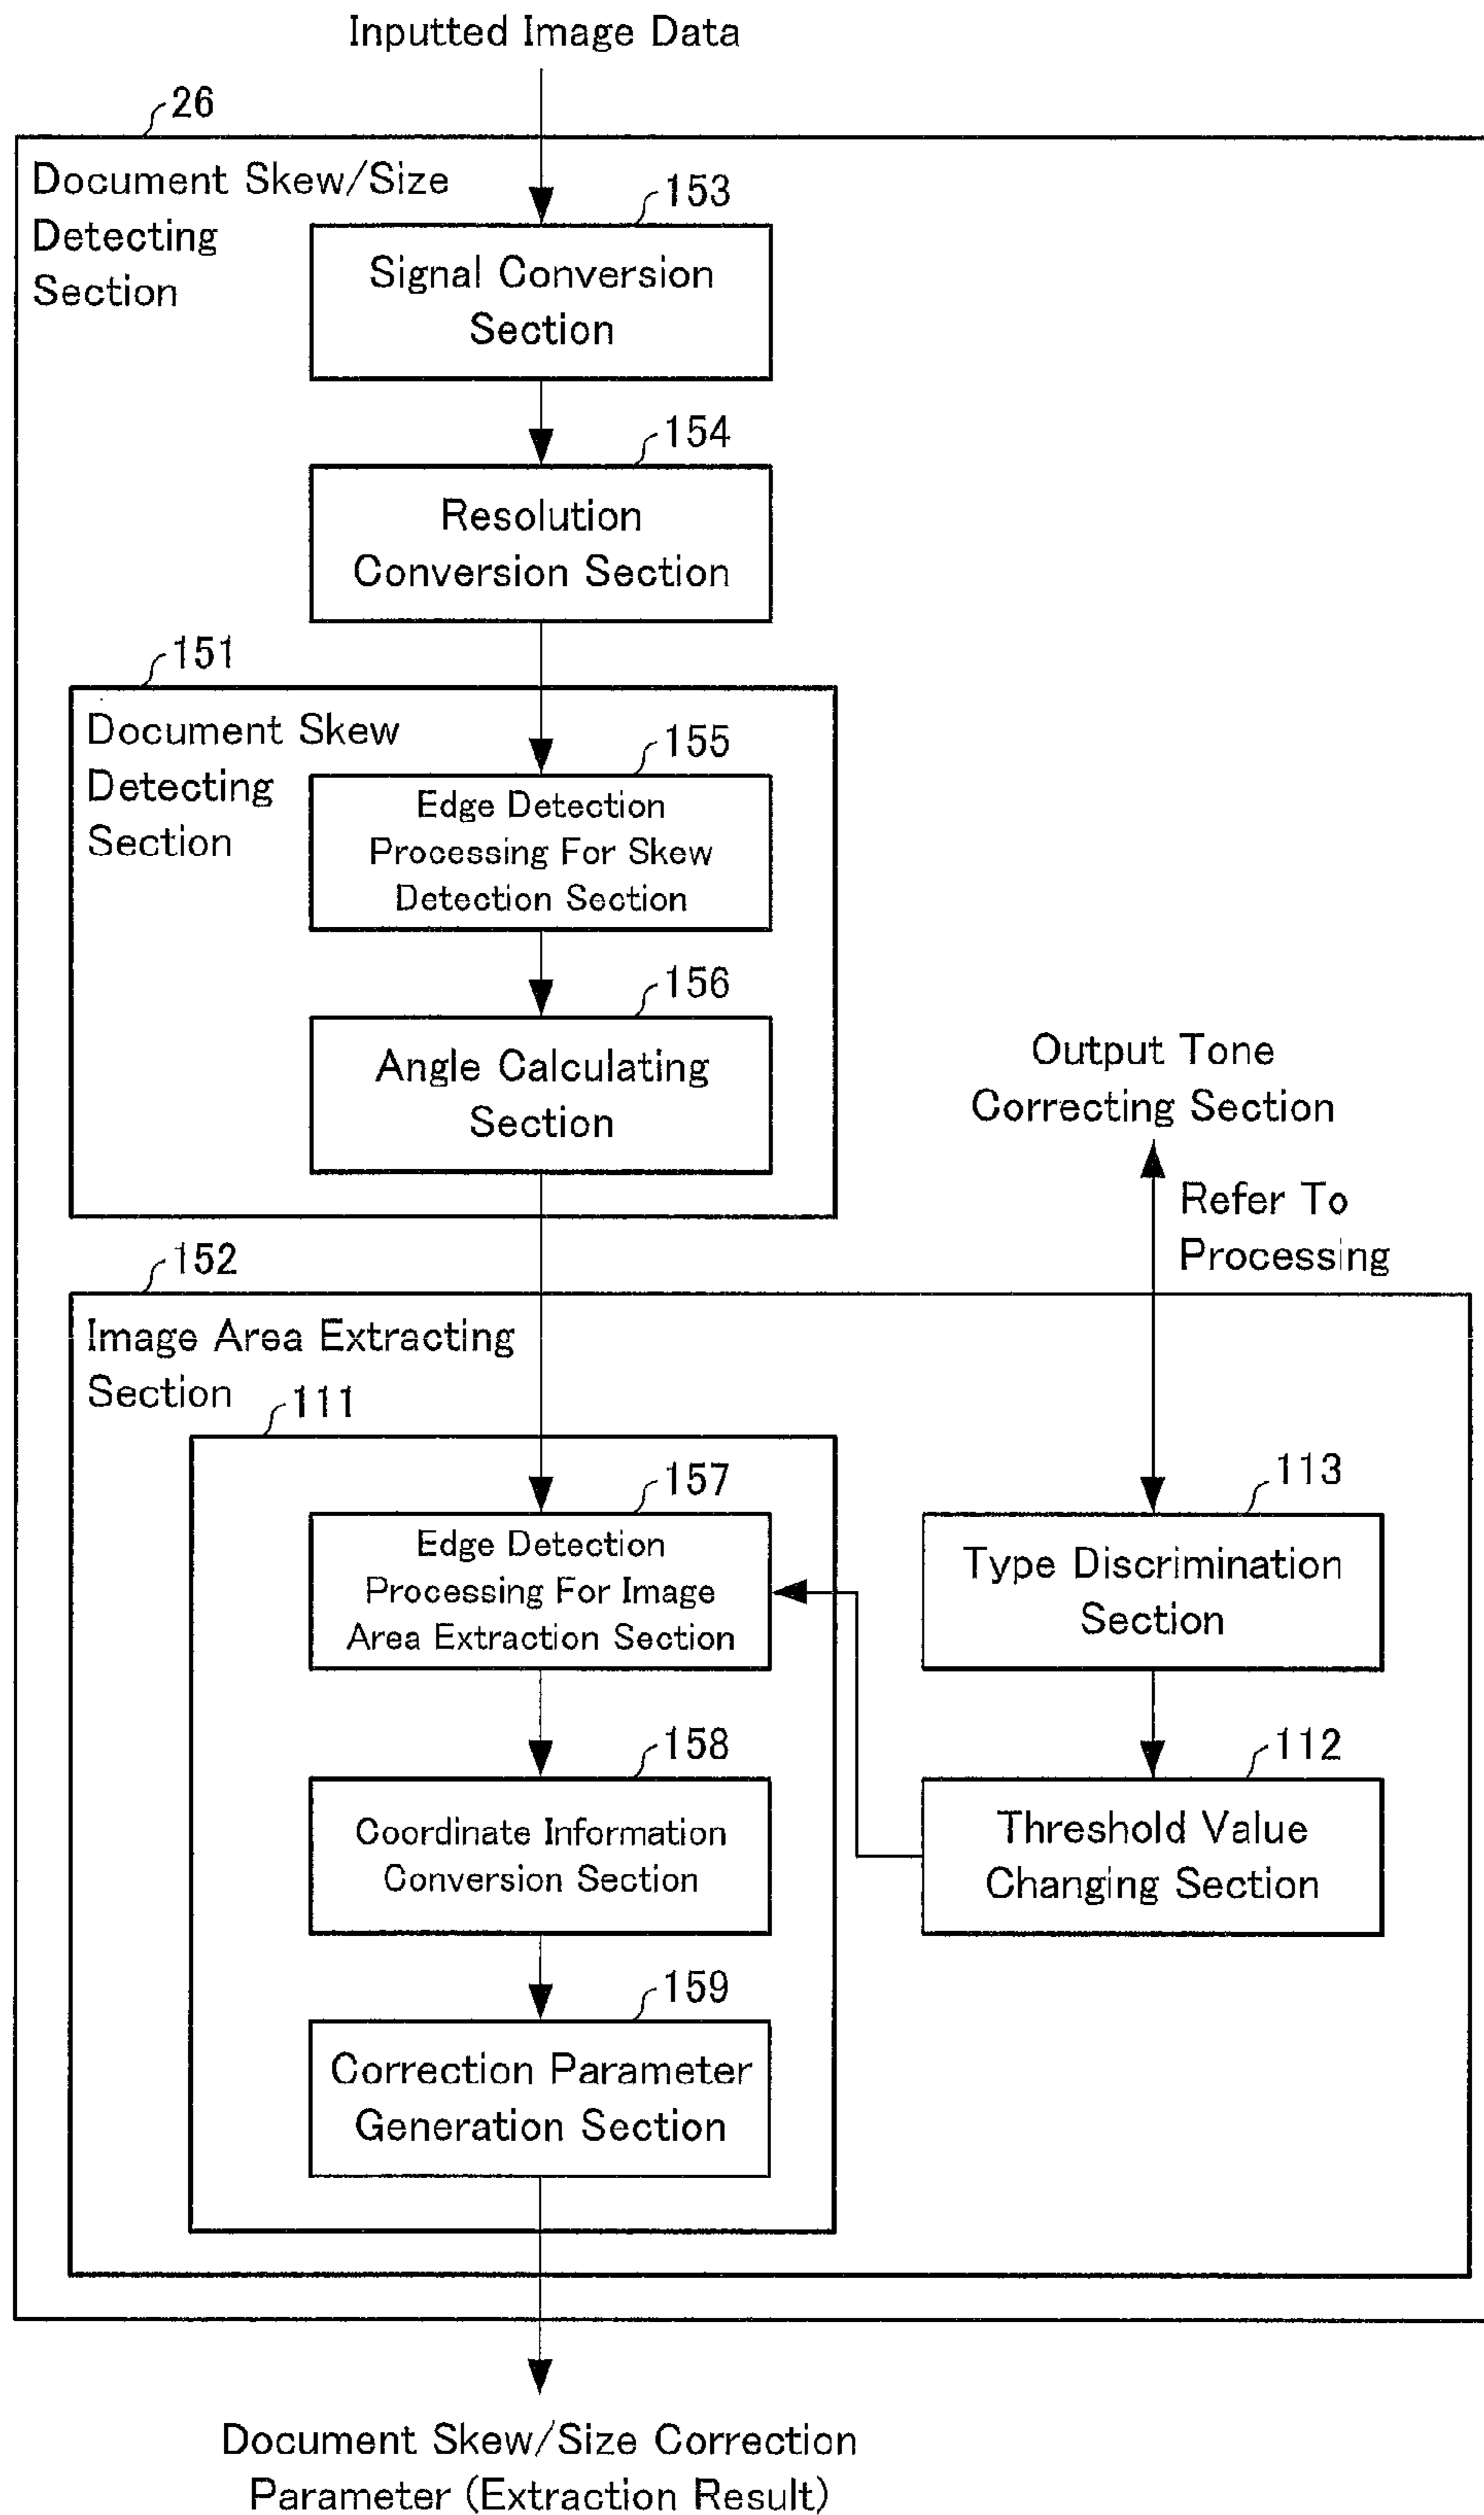 Inputted Image Data
26
Document Skew/Size
Detecting
Section
153
Signal Conversion
Section
154
Resolution
Conversion Section
151
Document Skew
Detecting
Section
155
Edge Detection
Processing For Skew
Detection Section
156
Angle Calculating
Section
Output Tone
Correcting Section
Refer To
Processing
152
Image Area Extracting
Section
111
157
Edge Detection
Processing For Image
Area Extraction Section
113
Type Discrimination
Section
158
Coordinate Information
Conversion Section
112
Threshold Value
Changing Section
159
Correction Parameter
Generation Section
Document Skew/Size Correction
Parameter (Extraction Result)